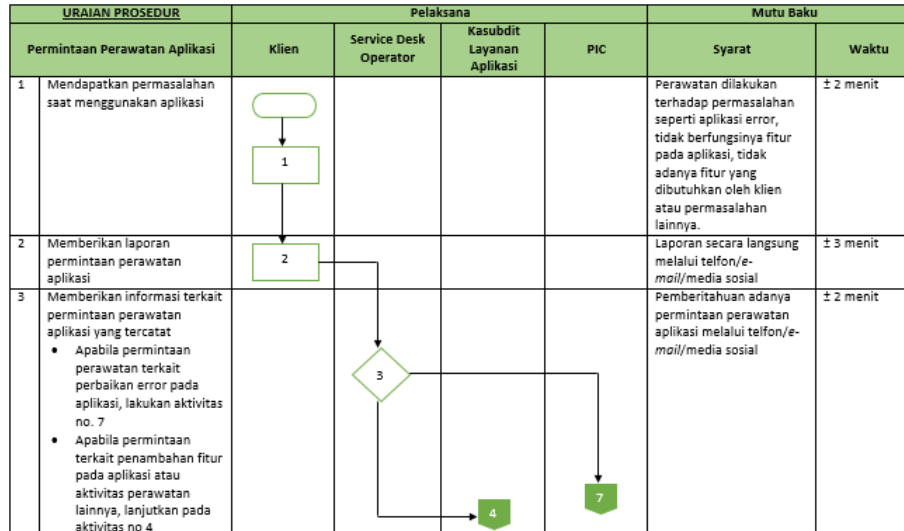 URAIAN PROSEDUR
Pelaksana
Mutu Baku
Permintaan Perawatan Aplikasi
Klien
Service Desk
Operator
Kasubdit
Layanan
Aplikasi
PIC
Syarat
Waktu
1
Mendapatkan permasalahan
saat menggunakan aplikasi
1
Perawatan dilakukan
terhadap permasalahan
seperti aplikasi error,
tidak berfungsinya fitur
pada aplikasi, tidak
adanya fitur yang
dibutuhkan oleh klien
atau permasalahan
lainnya.
± 2 menit
2
Memberikan laporan
permintaan perawatan
aplikasi
2
Laporan secara langsung
melalui telfon/e-
mail/media sosial
± 3 menit
3
Memberikan informasi terkait
permintaan perawatan
aplikasi yang tercatat
• Apabila permintaan
perawatan terkait
perbaikan error pada
aplikasi, lakukan aktivitas
no. 7
• Apabila permintaan
terkait penambahan fitur
pada aplikasi atau
aktivitas perawatan
lainnya, lanjutkan pada
aktivitas no 4
3
4
7
Pemberitahuan adanya
permintaan perawatan
aplikasi melalui telfon/e-
mail/media sosial
± 2 menit